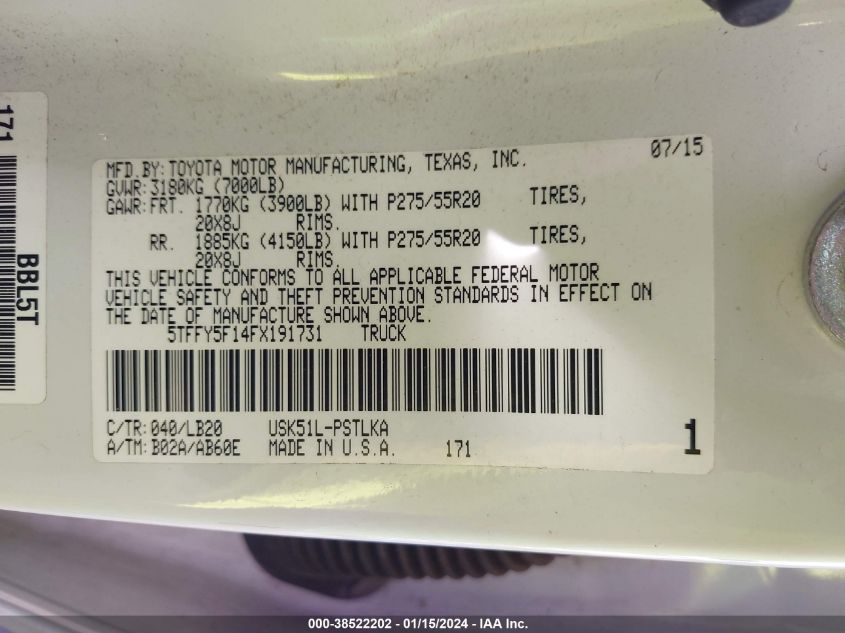 171
BBL5T
MFD.BY:TOYOTA MOTOR MANUFACTURING, TEXAS, INC. 07/15
GVWR:3180KG (7000LB)
GAWR:FRT. 1770KG (3900LB) WITH P275/55R20 TIRES,
20X8J RIMS.
RR. 1885KG (4150LB) WITH P275/55R20 TIRES,
20X8J RIMS.
THIS VEHICLE CONFORMS TO ALL APPLICABLE FEDERAL MOTOR
VEHICLE SAFETY AND THEFT PREVENTION STANDARDS IN EFFECT ON
THE DATE OF MANUFACTURE SHOWN ABOVE.
5TFFY5F14FX191731 TRUCK
C/TR:040/LB20 USK51L-PSTLKA
A/TM:B02A/AB60E MADE IN U.S.A. 171 1
000-38522202 - 01/15/2024 - IAA Inc.